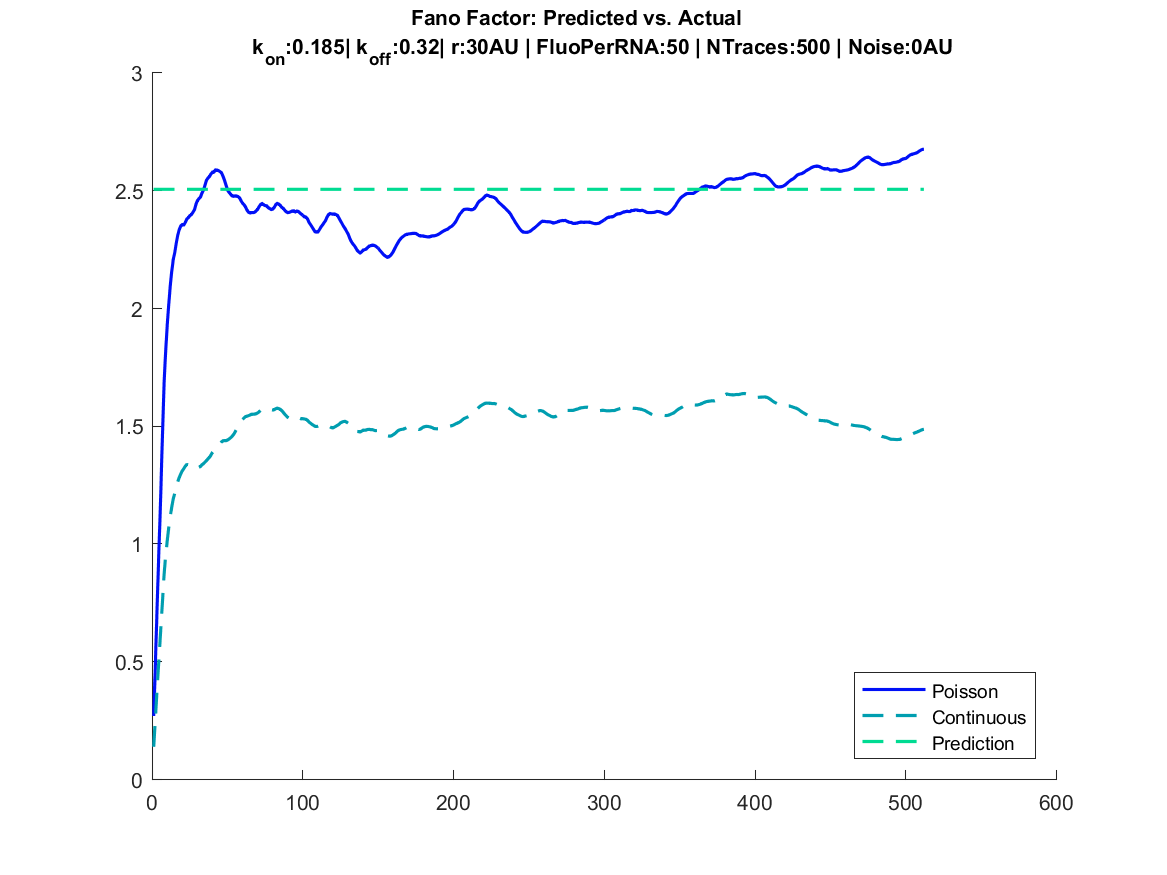 Fano Factor: Predicted vs. Actual
kon:0.185| koff:0.32| r:30AU | FluoPerRNA:50 | NTraces:500 | Noise:0AU
3
2.5
2
1.5
1
0.5
0
0 100 200 300 400 500 600
Poisson
Continuous
Prediction